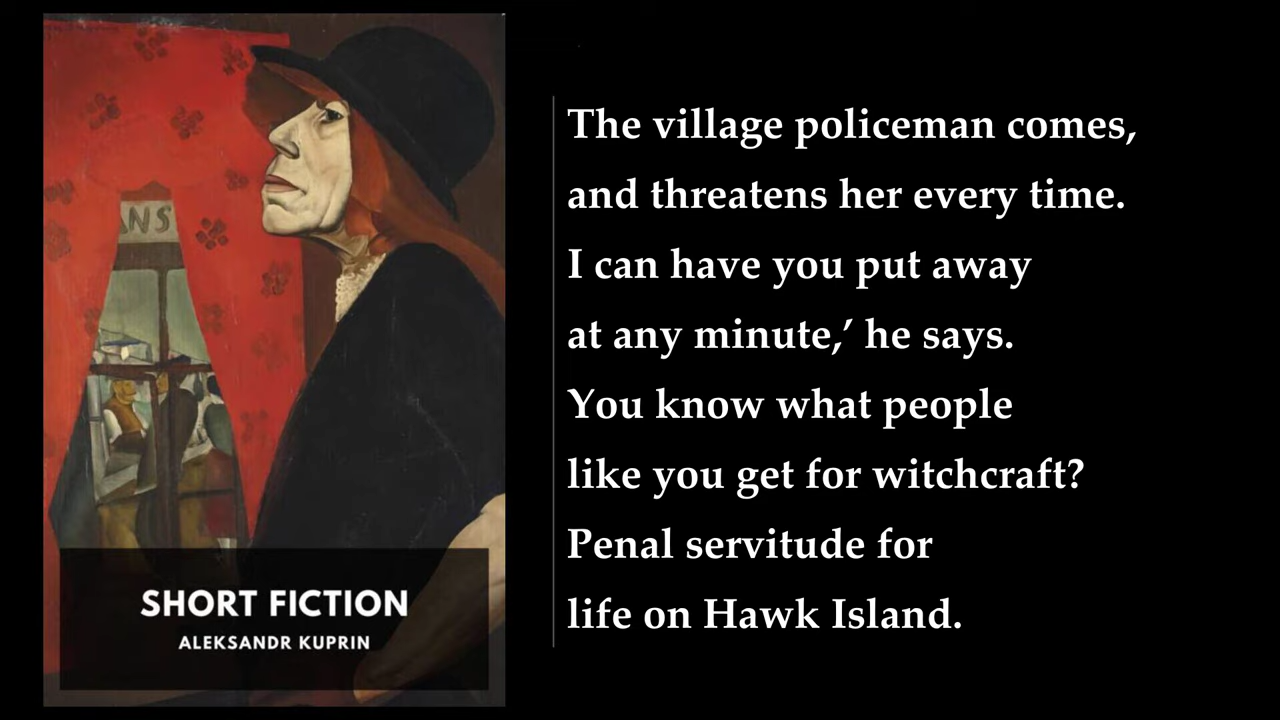 ANS
SHORT FICTION
ALEKSANDR KUPRIN
The village policeman comes,
and threatens her every time.
I can have you put away
at any minute,’ he says.
You know what people
like you get for witchcraft?
Penal servitude for
life on Hawk Island.